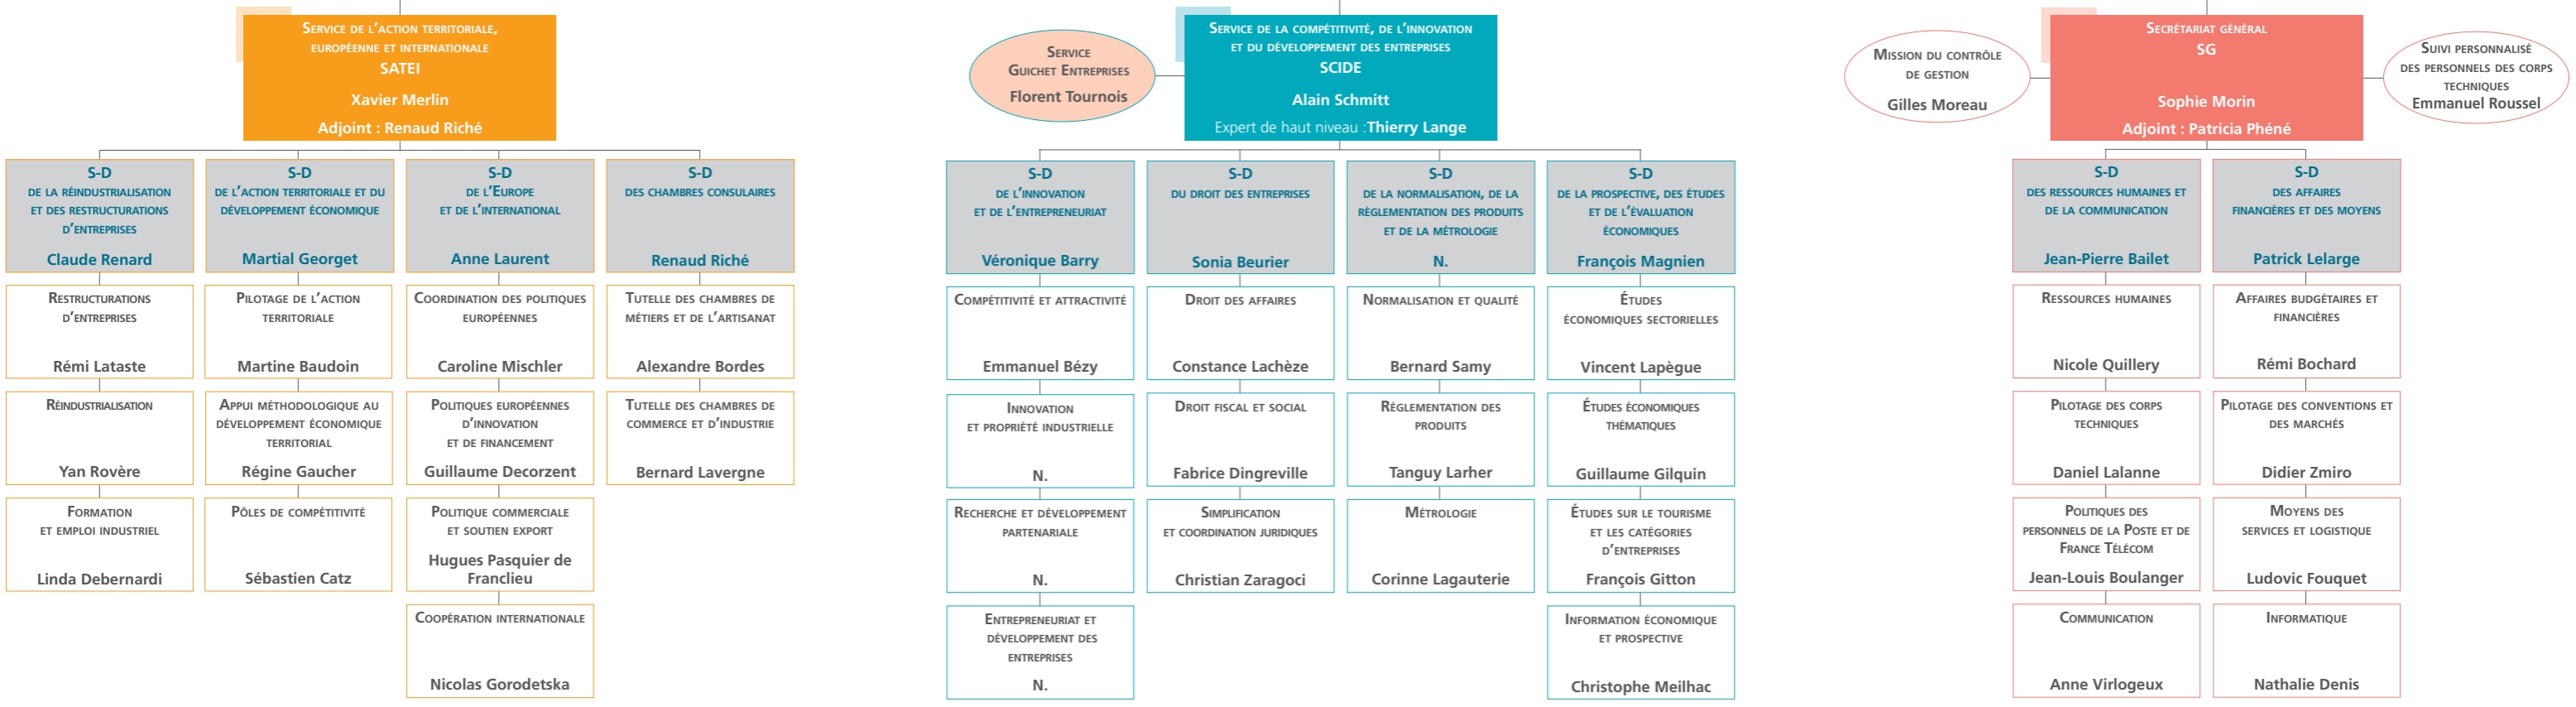 Service de l'action territoriale,
européenne et internationale
SATEI
Xavier Merlin
Adjoint : Renaud Riché
S-D
de la réindustrialisation
et des restructurations
d'entreprises
Claude Renard
Restructurations
d'entreprises
Rémi Lataste
Réindustrialisation
Yan Rovère
Formation
et emploi industriel
Linda Debernardi
S-D
de l'action territoriale et du
développement économique
Martial Georget
Pilotage de l'action
territoriale
Martine Baudoin
Appui méthodologique au
développement économique
territorial
Régine Gaucher
Pôles de compétitivité
Sébastien Catz
S-D
de l'Europe
et de l'international
Anne Laurent
Coordination des politiques
européennes
Caroline Mischler
Politiques européennes
d'innovation
et de financement
Guillaume Decorzent
Politique commerciale
et soutien export
Hugues Pasquier de
Franclieu
Coopération internationale
Nicolas Gorodetska
S-D
des chambres consulaires
Renaud Riché
Tutelle des chambres de
métiers et de l'artisanat
Alexandre Bordes
Tutelle des chambres de
commerce et d'industrie
Bernard Lavergne
Service
Guichet Entreprises
Florent Tournois
Service de la compétitivité, de l'innovation
et du développement des entreprises
SCIDE
Alain Schmitt
Expert de haut niveau :Thierry Lange
S-D
de l'innovation
et de l'entrepreneuriat
Véronique Barry
Compétitivité et attractivité
Emmanuel Bézy
Innovation
et propriété industrielle
N.
Recherche et développement
partenariale
N.
Entrepreneuriat et
développement des
entreprises
N.
S-D
du droit des entreprises
Sonia Beurier
Droit des affaires
Constance Lachèze
Droit fiscal et social
Fabrice Dingreville
Simplification
et coordination juridiques
Christian Zaragoci
S-D
de la normalisation, de la
règlementation des produits
et de la métrologie
N.
Normalisation et qualité
Bernard Samy
Réglementation des
produits
Tanguy Larher
Métrologie
Corinne Lagauterie
S-D
de la prospective, des études
et de l'évaluation
économiques
François Magnien
Études
économiques sectorielles
Vincent Lapègue
Études économiques
thématiques
Guillaume Gilquin
Études sur le tourisme
et les catégories
d'entreprises
François Gitton
Information économique
et prospective
Christophe Meilhac
Mission du contrôle
de gestion
Gilles Moreau
Secrétariat général
SG
Sophie Morin
Adjoint : Patricia Phéné
Suivi personnalisé
des personnels des corps
techniques
Emmanuel Roussel
S-D
des ressources humaines et
de la communication
Jean-Pierre Bailet
Ressources humaines
Nicole Quillery
Pilotage des corps
techniques
Daniel Lalanne
Politiques des
personnels de la Poste et de
France Télécom
Jean-Louis Boulanger
Communication
Anne Virlogeux
S-D
des affaires
financières et des moyens
Patrick Lelarge
Affaires budgétaires et
financières
Rémi Bochard
Pilotage des conventions et
des marchés
Didier Zmiro
Moyens des
services et logistique
Ludovic Fouquet
Informatique
Nathalie Denis